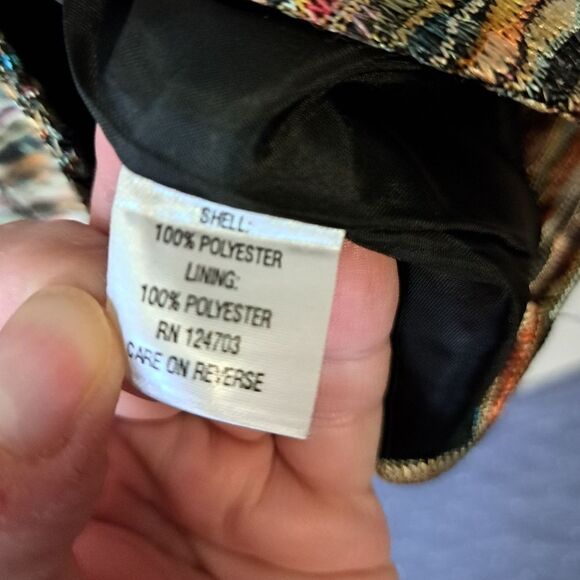 SHELL:
100% POLYESTER
LINING:
100% POLYESTER
RN 124703
CARE ON REVERSE